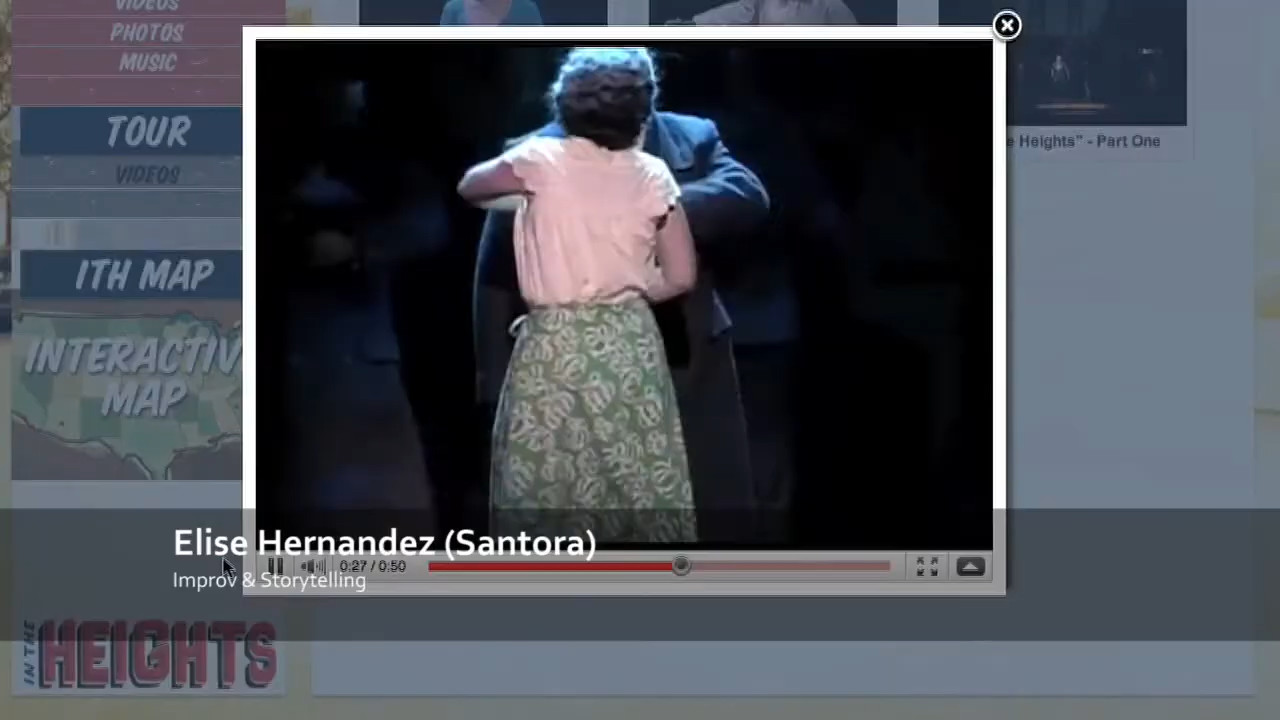 VIDEOS
PHOTOS
MUSIC
TOUR
VIDEOS
e Heights" - Part One
ITH MAP
INTERACTIV
MAP
Elise Hernandez (Santora)
0:27 / 0:50
Improv & Storytelling
IN THE
HEIGHTS